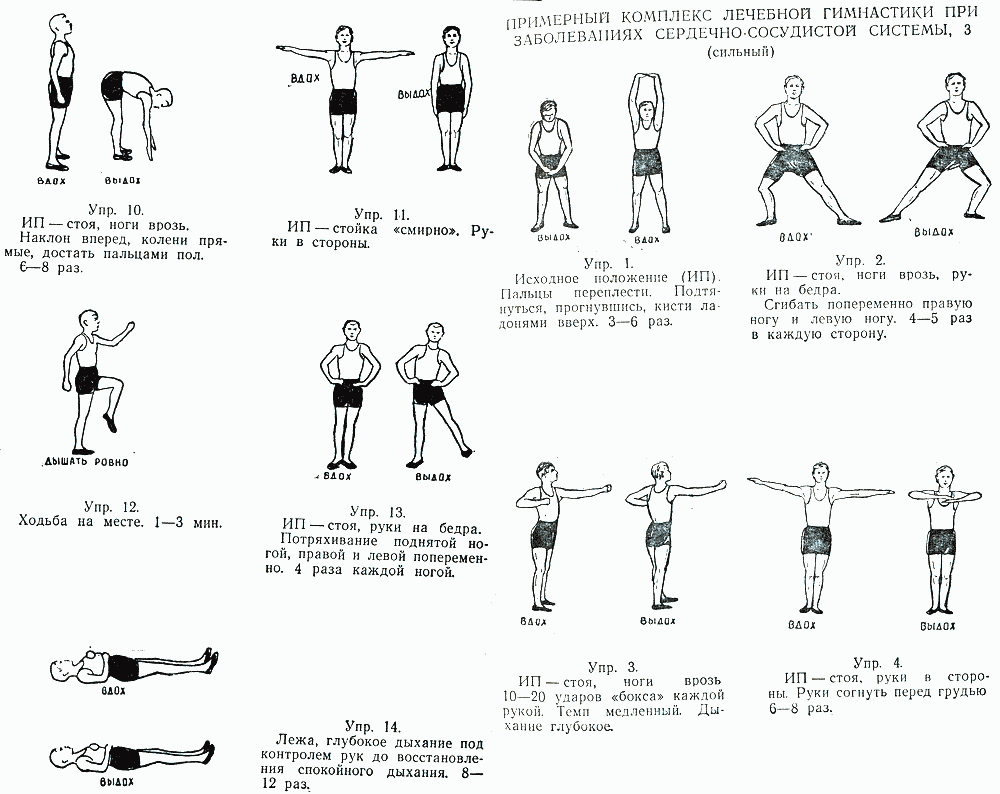 ВДОХ
ВЫДОХ
Упр. 10.
ИП — стоя, ноги врозь.
Наклон вперед, колени пря-
мые, достать пальцами пол.
6—8 раз.
ВДОХ
ВЫДОХ
Упр. 11.
ИП — стойка «смирно». Ру-
ки в стороны.
ДЫШАТЬ РОВНО
Упр. 12.
Ходьба на месте. 1—3 мин.
ВДОХ
ВЫДОХ
Упр. 13.
ИП — стоя, руки на бедра.
Потряхивание поднятой но-
гой, правой и левой поперемен-
но. 4 раза каждой ногой.
ВДОХ
ВЫДОХ
Упр. 14.
Лежа, глубокое дыхание под
контролем рук до восстановле-
ния спокойного дыхания. 8—
12 раз.
ПРИМЕРНЫЙ КОМПЛЕКС ЛЕЧЕБНОЙ ГИМНАСТИКИ ПРИ
ЗАБОЛЕВАНИЯХ СЕРДЕЧНО-СОСУДИСТОЙ СИСТЕМЫ, 3
(сильный)
ВЫДОХ
ВДОХ
Упр. 1.
Исходное положение (ИП).
Пальцы переплести. Подтя-
нуться, прогнувшись, кисти ла-
донями вверх. 3—6 раз.
ВДОХ
ВЫДОХ
Упр. 2.
ИП — стоя, ноги врозь, ру-
ки на бедра.
Сгибать попеременно правую
ногу и левую ногу. 4—5 раз
в каждую сторону.
ВДОХ
ВЫДОХ
Упр. 3.
ИП — стоя, ноги врозь
10—20 ударов «бокса» каждой
рукой. Темп медленный. Ды-
хание глубокое.
ВДОХ
ВЫДОХ
Упр. 4.
ИП — стоя, руки в сторо-
ны. Руки согнуть перед грудью
6—8 раз.